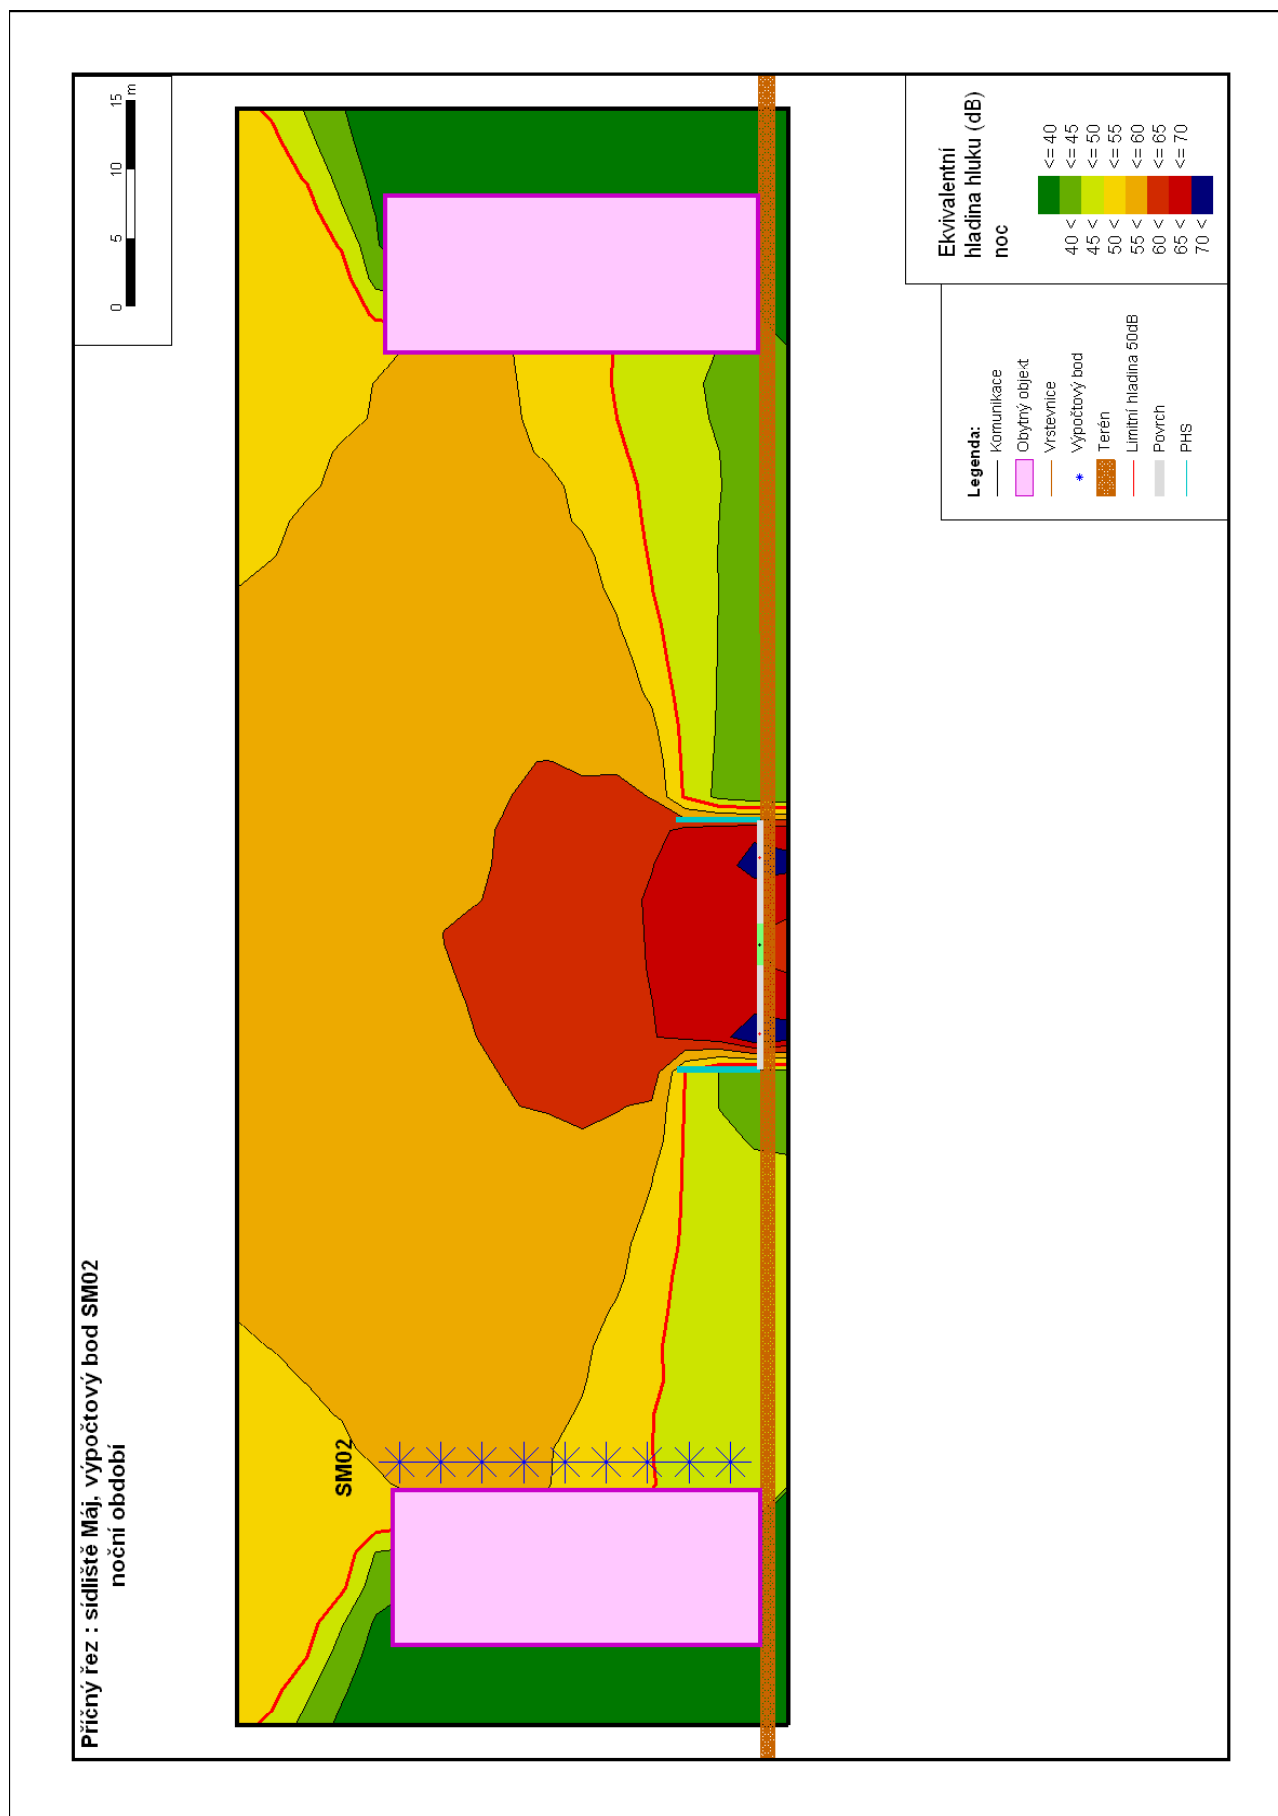 Příčný řez : sídliště Máj, výpočtový bod SM02
noční období
SM02
0 5 10 15 m
Legenda:
Komunikace
Obytný objekt
Vrstevnice
Výpočtový bod
Terén
Limitní hladina 50dB
Povrch
PHS
Ekvivalentní
hladina hluku (dB)
noc
<= 40
40 < <= 45
45 < <= 50
50 < <= 55
55 < <= 60
60 < <= 65
65 < <= 70
70 <